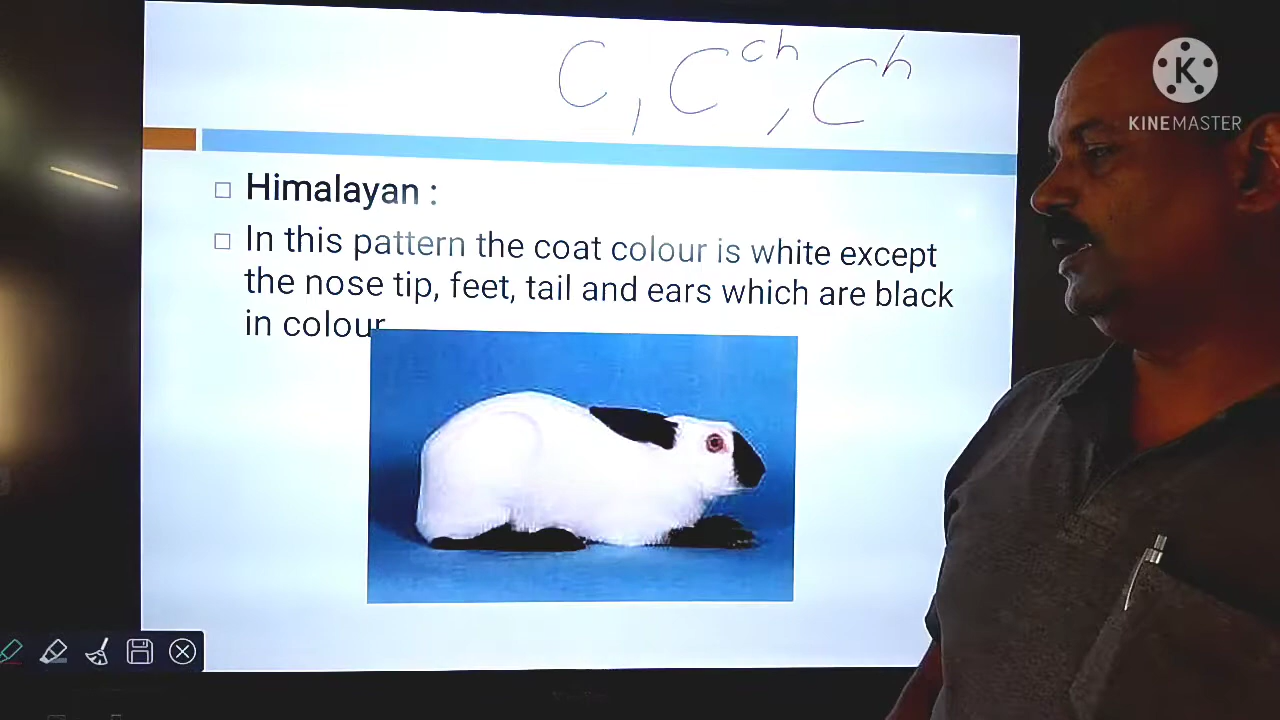 C, C^ch, C^h
K
KINEMASTER
Himalayan :
In this pattern the coat colour is white except
the nose tip, feet, tail and ears which are black
in colour